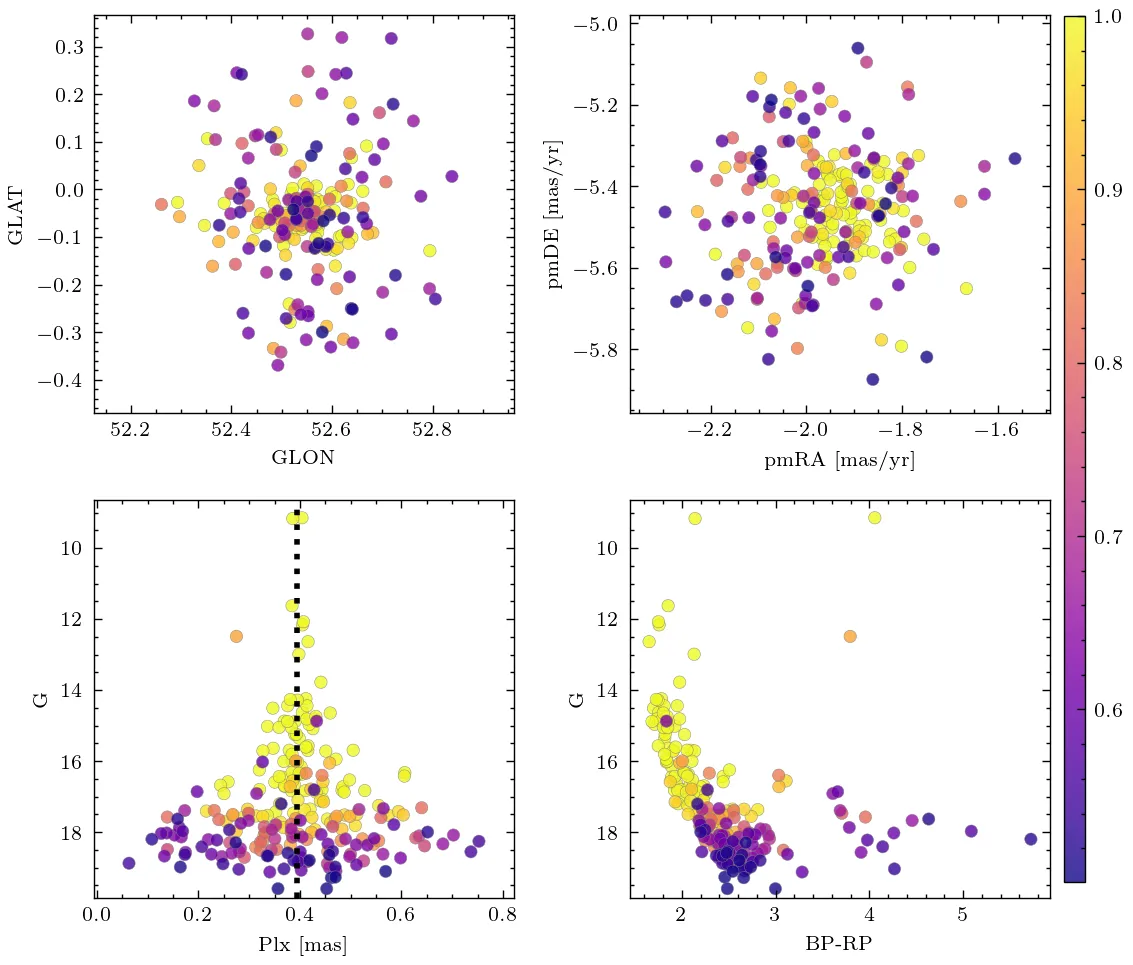 0.3
0.2
0.1
0.0
−0.1
−0.2
−0.3
−0.4
GLAT
52.2 52.4 52.6 52.8
GLON
−5.0
−5.2
−5.4
−5.6
−5.8
pmDE [mas/yr]
−2.2 −2.0 −1.8 −1.6
pmRA [mas/yr]
1.0
0.9
0.8
0.7
0.6
10
12
14
16
18
G
0.0 0.2 0.4 0.6 0.8
Plx [mas]
10
12
14
16
18
G
2 3 4 5
BP-RP